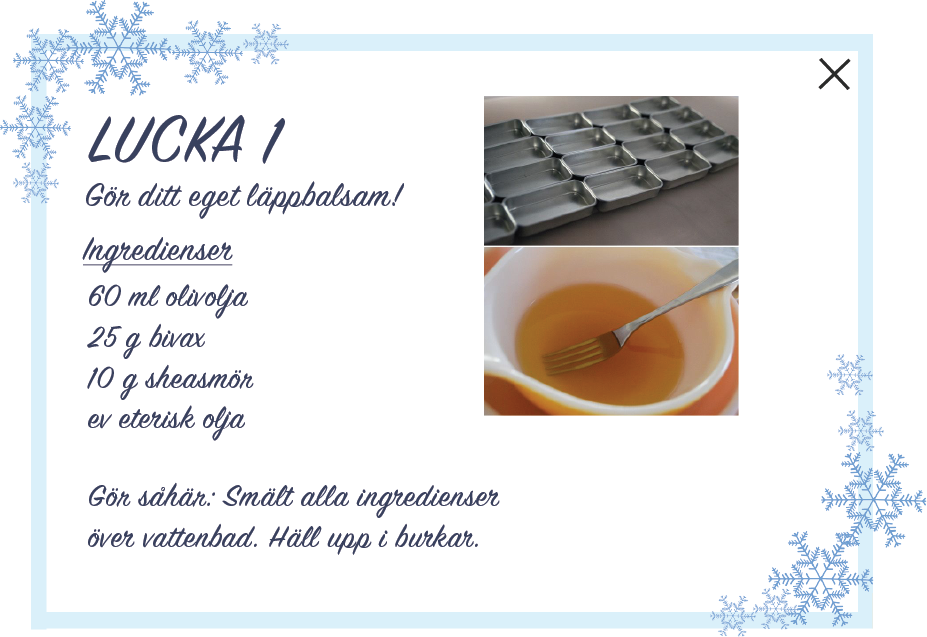 LUCKA 1
Gör ditt eget läppbalsam!
Ingredienser
60 ml olivolja
25 g bivax
10 g sheasmör
ev eterisk olja
Gör såhär: Smält alla ingredienser
över vattenbad. Häll upp i burkar.